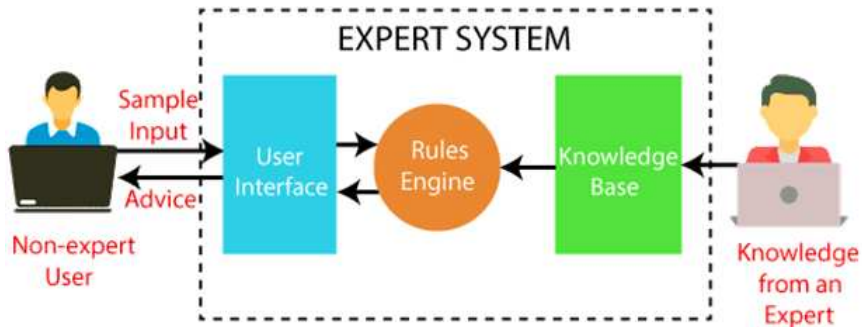 EXPERT SYSTEM
Sample
Input
Advice
Non-expert
User
User
Interface
Rules
Engine
Knowledge
Base
Knowledge
from an
Expert